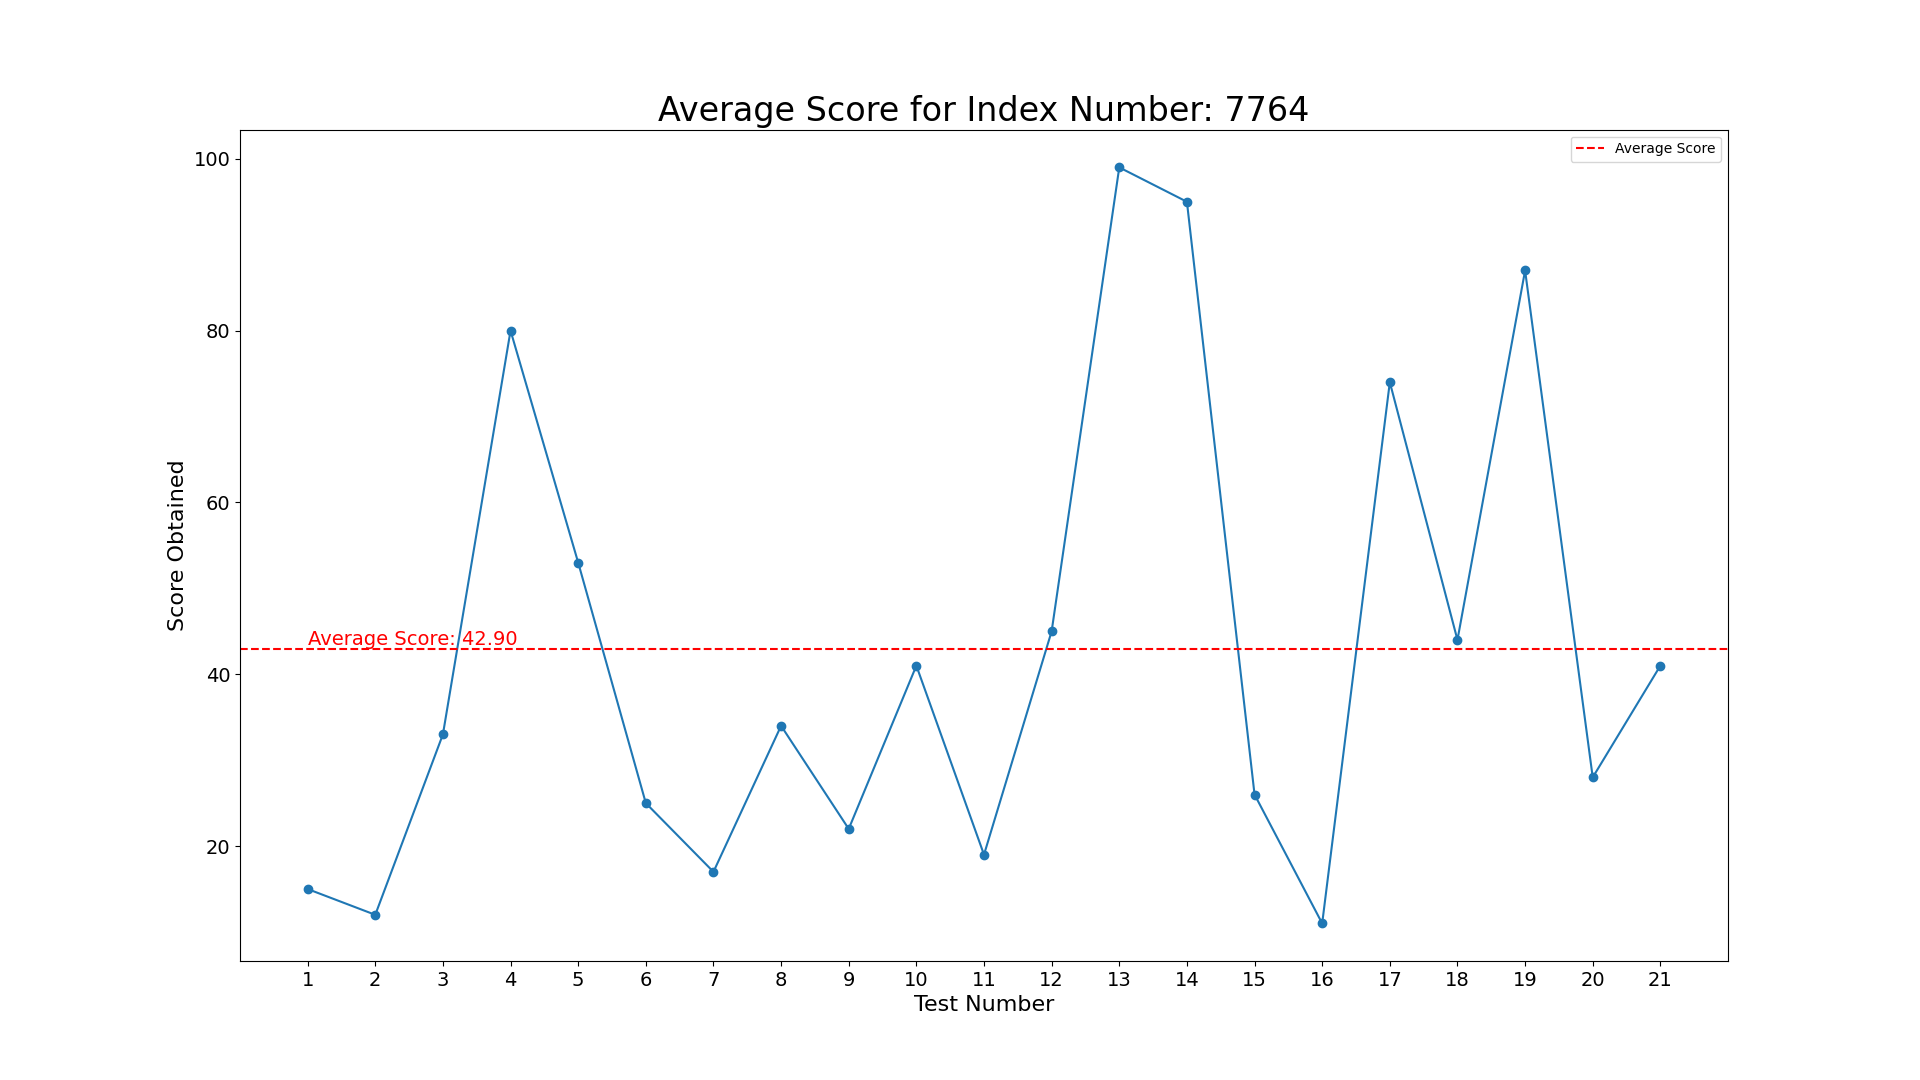 Average Score for Index Number: 7764
Average Score
100
80
60
40
20
Score Obtained
Average Score: 42.90
1 2 3 4 5 6 7 8 9 10 11 12 13 14 15 16 17 18 19 20 21
Test Number